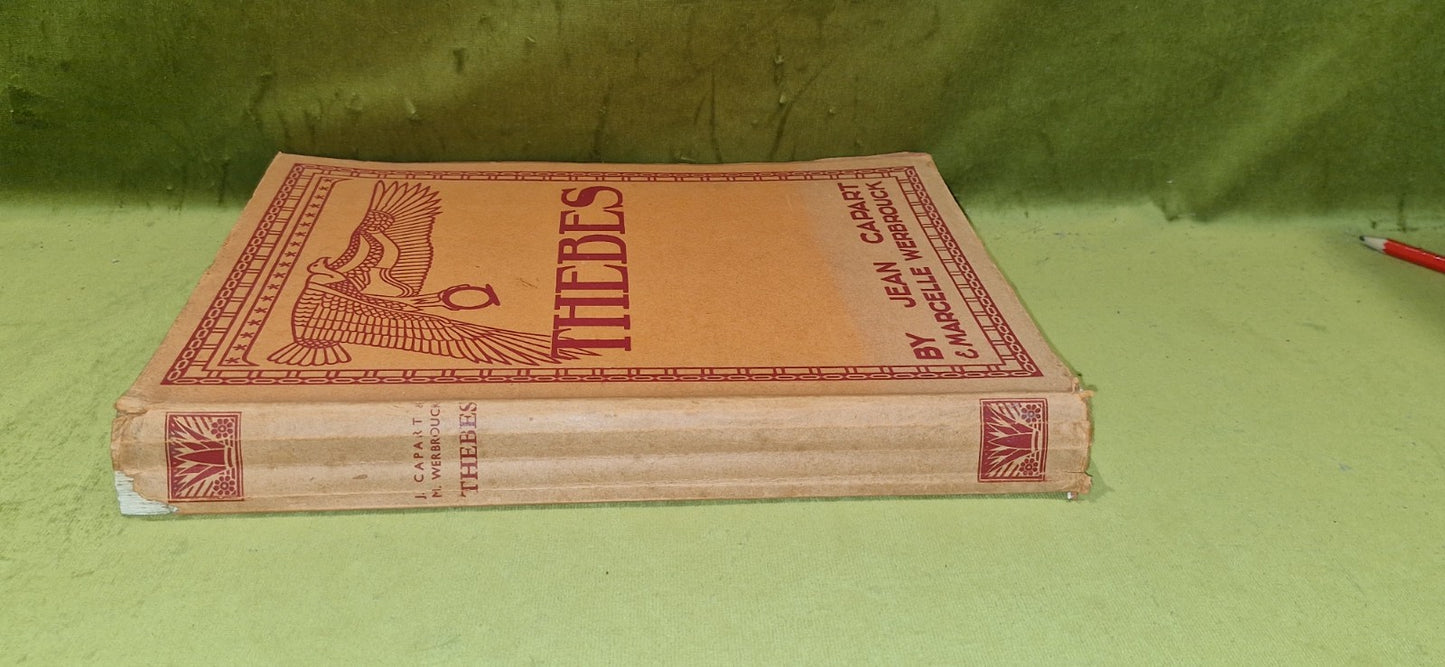 THEBES
BY JEAN CAPART
& MARCELLE WERBROUCK
J. CAPART &
M. WERBROUCK
THEBES